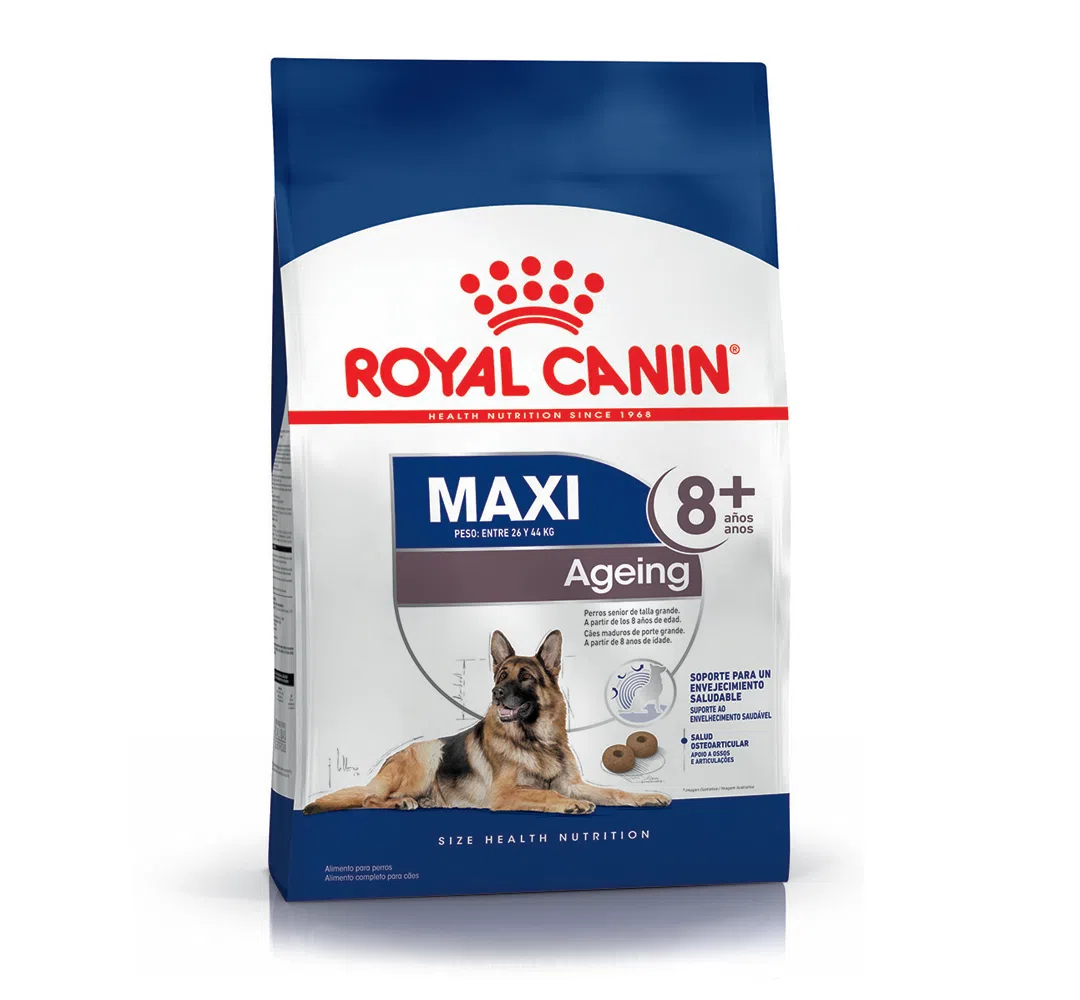 ROYAL CANIN®
HEALTH NUTRITION SINCE 1968
MAXI
PESO: ENTRE 26 Y 44 KG
8+
años
anos
Ageing
Perros senior de talla grande.
A partir de los 8 años de edad.
Cães maduros de porte grande.
A partir de 8 anos de idade.
SOPORTE PARA UN
ENVEJECIMIENTO
SALUDABLE
SUPORTE AO
ENVELHECIMENTO SAUDÁVEL
SALUD
OSTEOARTICULAR
APOIO A OSSOS
E ARTICULAÇÕES
SIZE HEALTH NUTRITION
Alimento para perros
Alimento completo para cães